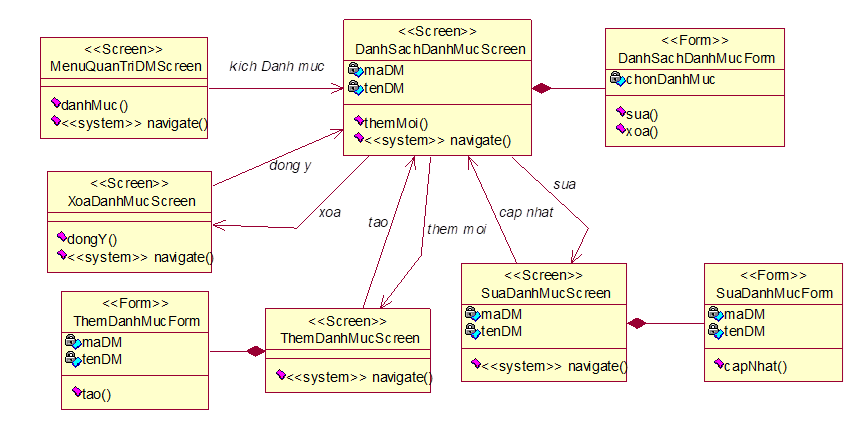 <<Screen>>
MenuQuanTriDMScreen
danhMuc()
<<system>> navigate()
kich Danh muc
<<Screen>>
DanhSachDanhMucScreen
maDM
tenDM
themMoi()
<<system>> navigate()
<<Form>>
DanhSachDanhMucForm
chonDanhMuc
sua()
xoa()
dong y
<<Screen>>
XoaDanhMucScreen
dongY()
<<system>> navigate()
xoa
tao
them moi
cap nhat
sua
<<Form>>
ThemDanhMucForm
maDM
tenDM
tao()
<<Screen>>
ThemDanhMucScreen
<<system>> navigate()
<<Screen>>
SuaDanhMucScreen
maDM
tenDM
<<system>> navigate()
<<Form>>
SuaDanhMucForm
maDM
tenDM
capNhat()